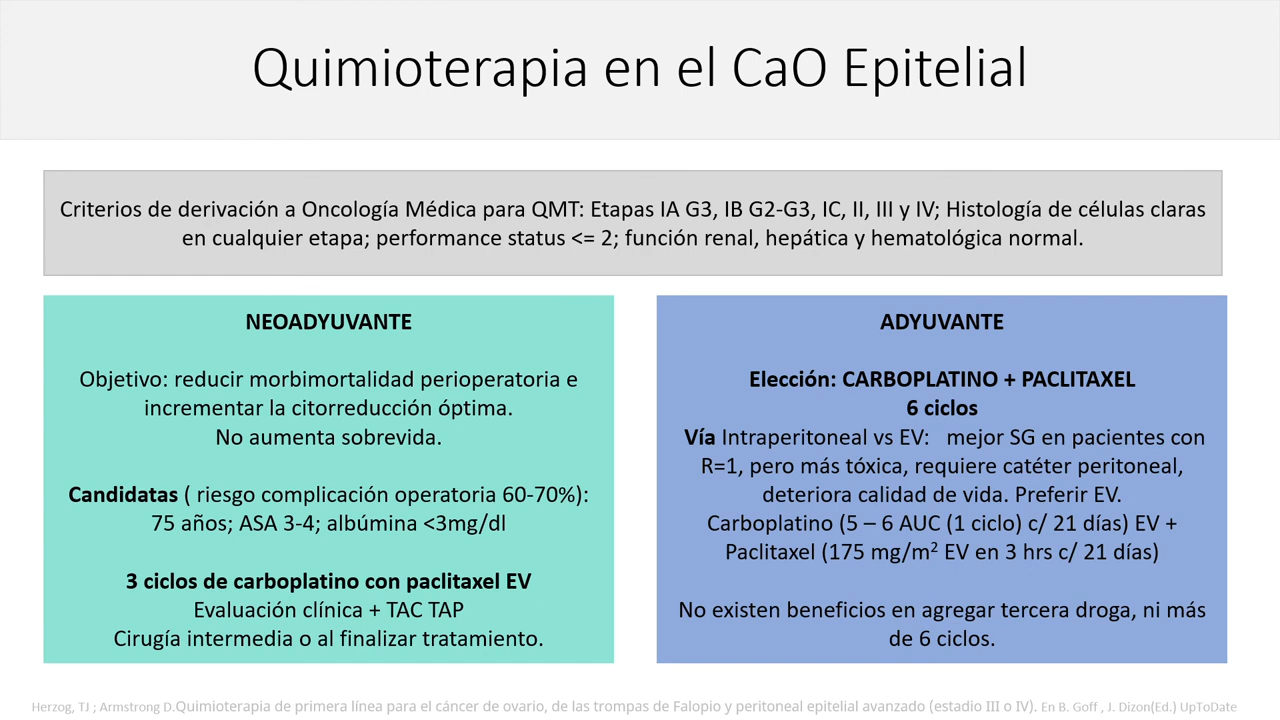 Quimioterapia en el CaO Epitelial
Criterios de derivación a Oncología Médica para QMT: Etapas IA G3, IB G2-G3, IC, II, III y IV; Histología de células claras
en cualquier etapa; performance status <= 2; función renal, hepática y hematológica normal.
NEOADYUVANTE
Objetivo: reducir morbimortalidad perioperatoria e
incrementar la citorreducción óptima.
No aumenta sobrevida.
Candidatas ( riesgo complicación operatoria 60-70%):
75 años; ASA 3-4; albúmina <3mg/dl
3 ciclos de carboplatino con paclitaxel EV
Evaluación clínica + TAC TAP
Cirugía intermedia o al finalizar tratamiento.
ADYUVANTE
Elección: CARBOPLATINO + PACLITAXEL
6 ciclos
Vía Intraperitoneal vs EV: mejor SG en pacientes con
R=1, pero más tóxica, requiere catéter peritoneal,
deteriora calidad de vida. Preferir EV.
Carboplatino (5 – 6 AUC (1 ciclo) c/ 21 días) EV +
Paclitaxel (175 mg/m² EV en 3 hrs c/ 21 días)
No existen beneficios en agregar tercera droga, ni más
de 6 ciclos.
Herzog, TJ ; Armstrong D.Quimioterapia de primera línea para el cáncer de ovario, de las trompas de Falopio y peritoneal epitelial avanzado (estadio III o IV). En B. Goff , J. Dizon(Ed.) UpToDate